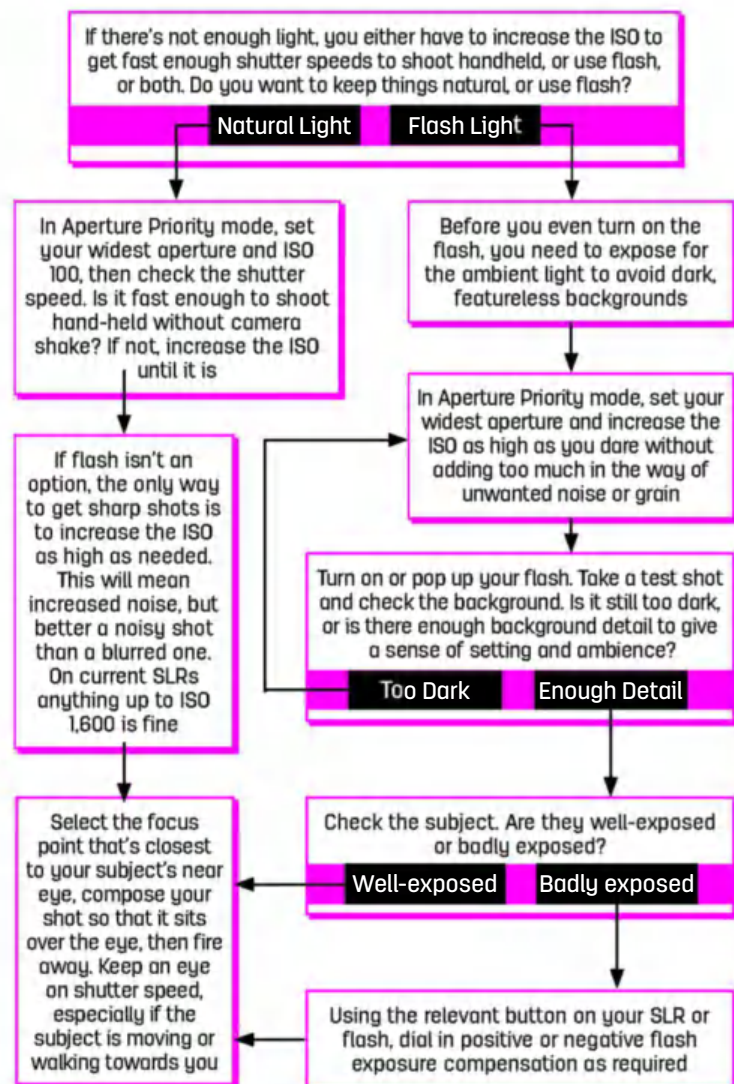 If there's not enough light, you either have to increase the ISO to
get fast enough shutter speeds to shoot handheld, or use flash,
or both. Do you want to keep things natural, or use flash?
Natural Light
Flash Light
In Aperture Priority mode, set
your widest aperture and ISO
100, then check the shutter
speed. Is it fast enough to shoot
hand-held without camera
shake? If not, increase the ISO
until it is
Before you even turn on the
flash, you need to expose for
the ambient light to avoid dark,
featureless backgrounds
In Aperture Priority mode, set your
widest aperture and increase the
ISO as high as you dare without
adding too much in the way of
unwanted noise or grain
If flash isn't an
option, the only way
to get sharp shots is
to increase the ISO
as high as needed.
This will mean
increased noise, but
better a noisy shot
than a blurred one.
On current SLRs
anything up to ISO
1,600 is fine
Turn on or pop up your flash. Take a test shot
and check the background. Is it still too dark,
or is there enough background detail to give
a sense of setting and ambience?
Too Dark
Enough Detail
Select the focus
point that's closest
to your subject's near
eye, compose your
shot so that it sits
over the eye, then fire
away. Keep an eye
on shutter speed,
especially if the
subject is moving or
walking towards you
Check the subject. Are they well-exposed
or badly exposed?
Well-exposed
Badly exposed
Using the relevant button on your SLR or
flash, dial in positive or negative flash
exposure compensation as required